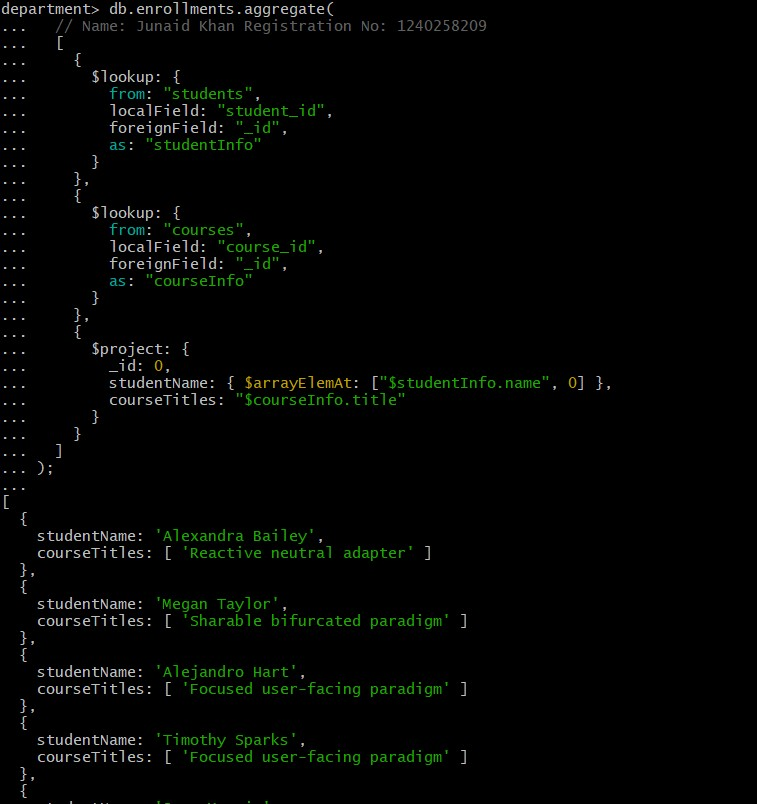 department> db.enrollments.aggregate(
...   // Name: Junaid Khan Registration No: 1240258209
...   [
...     {
...       $lookup: {
...         from: "students",
...         localField: "student_id",
...         foreignField: "_id",
...         as: "studentInfo"
...       }
...     },
...     {
...       $lookup: {
...         from: "courses",
...         localField: "course_id",
...         foreignField: "_id",
...         as: "courseInfo"
...       }
...     },
...     {
...       $project: {
...         _id: 0,
...         studentName: { $arrayElemAt: ["$studentInfo.name", 0] },
...         courseTitles: "$courseInfo.title"
...       }
...     }
...   ]
... );
...
[
  {
    studentName: 'Alexandra Bailey',
    courseTitles: [ 'Reactive neutral adapter' ]
  },
  {
    studentName: 'Megan Taylor',
    courseTitles: [ 'Sharable bifurcated paradigm' ]
  },
  {
    studentName: 'Alejandro Hart',
    courseTitles: [ 'Focused user-facing paradigm' ]
  },
  {
    studentName: 'Timothy Sparks',
    courseTitles: [ 'Focused user-facing paradigm' ]
  },
  {